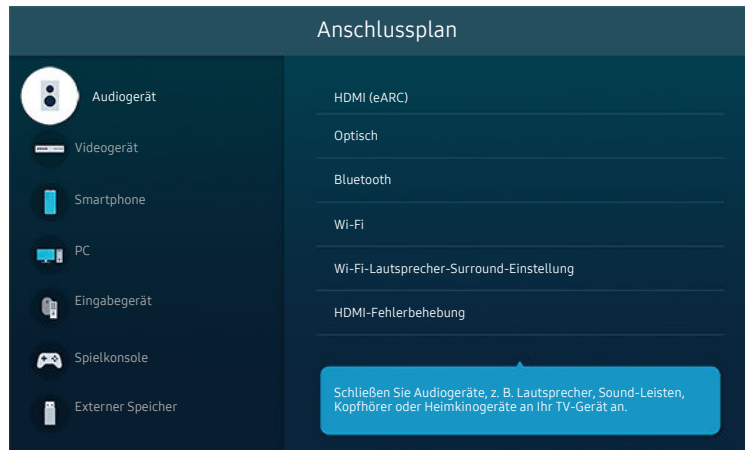 Anschlussplan
Audiogerät
Videogerät
Smartphone
PC
Eingabegerät
Spielkonsole
Externer Speicher
HDMI (eARC)
Optisch
Bluetooth
Wi-Fi
Wi-Fi-Lautsprecher-Surround-Einstellung
HDMI-Fehlerbehebung
Schließen Sie Audiogeräte, z. B. Lautsprecher, Sound-Leisten,
Kopfhörer oder Heimkinogeräte an Ihr TV-Gerät an.